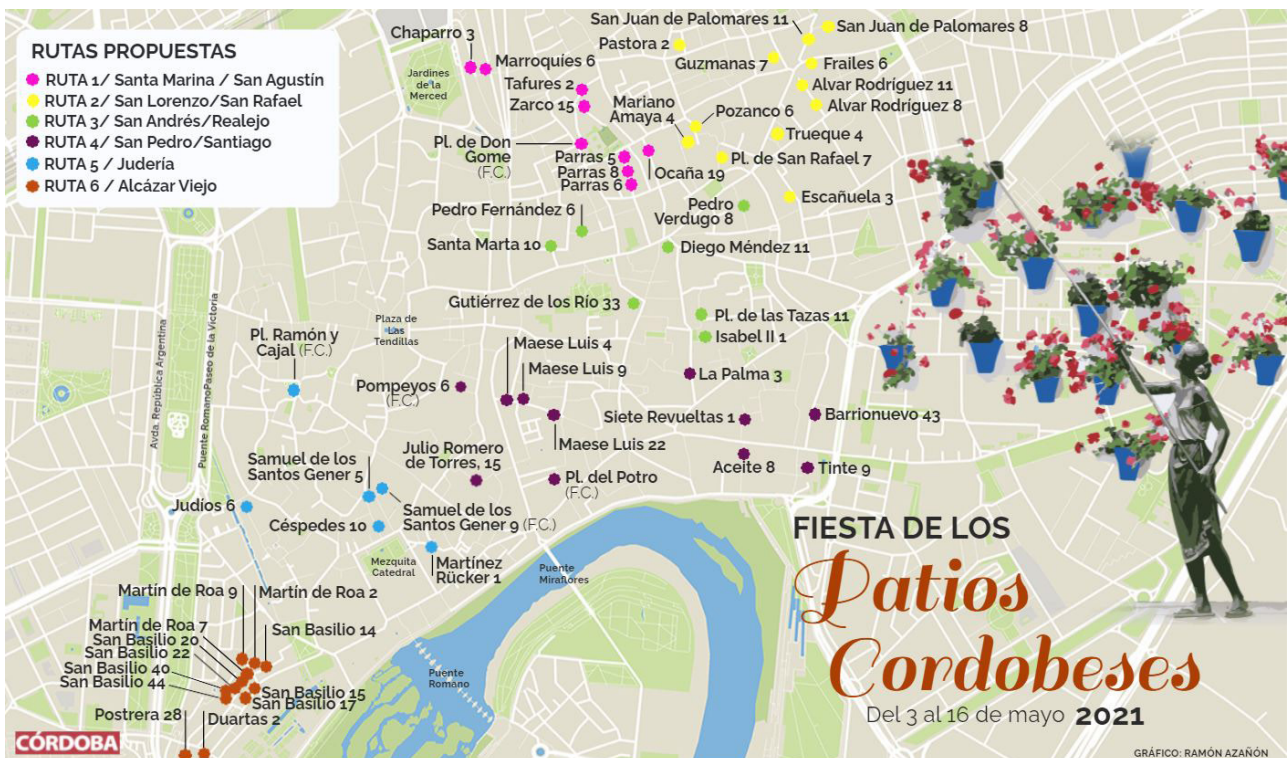 RUTAS PROPUESTAS
RUTA 1/ Santa Marina / San Agustín
RUTA 2/ San Lorenzo/San Rafael
RUTA 3/ San Andrés/Realejo
RUTA 4/ San Pedro/Santiago
RUTA 5 / Judería
RUTA 6 / Alcázar Viejo
Chaparro 3
Marroquíes 6
Jardines
de la
Merced
Tafures 2
Zarco 15
Pl. de Don
Gome
(F.C.)
Parras 5
Parras 8
Parras 6
Ocaña 19
San Juan de Palomares 11
San Juan de Palomares 8
Pastora 2
Guzmanas 7
Frailes 6
Alvar Rodríguez 11
Alvar Rodríguez 8
Mariano
Amaya 4
Pozanco 6
Trueque 4
Pl. de San Rafael 7
Escañuela 3
Pedro Fernández 6
Santa Marta 10
Pedro
Verdugo 8
Diego Méndez 11
Gutiérrez de los Río 33
Pl. de las Tazas 11
Isabel II 1
Plaza de
Las
Tendillas
Avda. República Argentina
Puente RomanoPaseo de la Victoria
Pl. Ramón y
Cajal (F.C.)
Maese Luis 4
Maese Luis 9
Pompeyos 6
(F.C.)
La Palma 3
Siete Revueltas 1
Barrionuevo 43
Maese Luis 22
Julio Romero
de Torres, 15
Pl. del Potro
(F.C.)
Aceite 8
Tinte 9
Samuel de los
Santos Gener 5
Judíos 6
Samuel de los
Santos Gener 9 (F.C.)
Céspedes 10
Mezquita
Catedral
Martínez
Rücker 1
Puente
Miraflores
Puente
Romano
Martín de Roa 9
Martín de Roa 2
Martín de Roa 7
San Basilio 14
San Basilio 20
San Basilio 22
San Basilio 40
San Basilio 44
San Basilio 15
San Basilio 17
Postrera 28
Duartas 2
FIESTA DE LOS
Patios
Cordobeses
Del 3 al 16 de mayo 2021
CÓRDOBA
GRÁFICO: RAMÓN AZAÑÓN